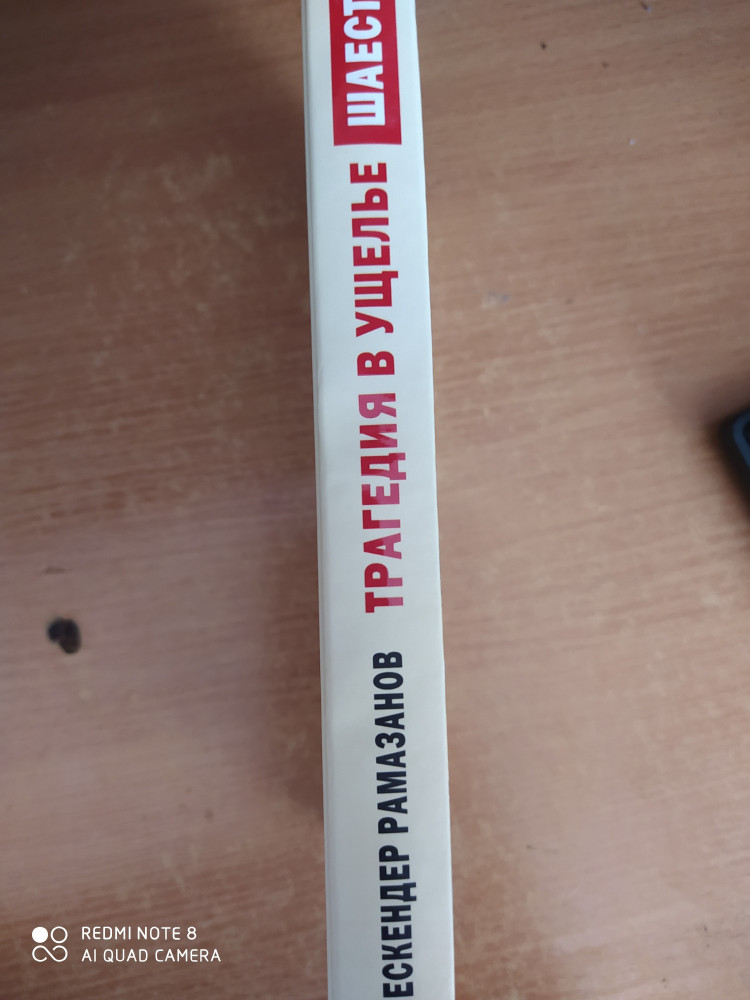 ЕСКЕНДЕР РАМАЗАНОВ ТРАГЕДИЯ В УЩЕЛЬЕ ШАЕСТ
REDMI NOTE 8
AI QUAD CAMERA